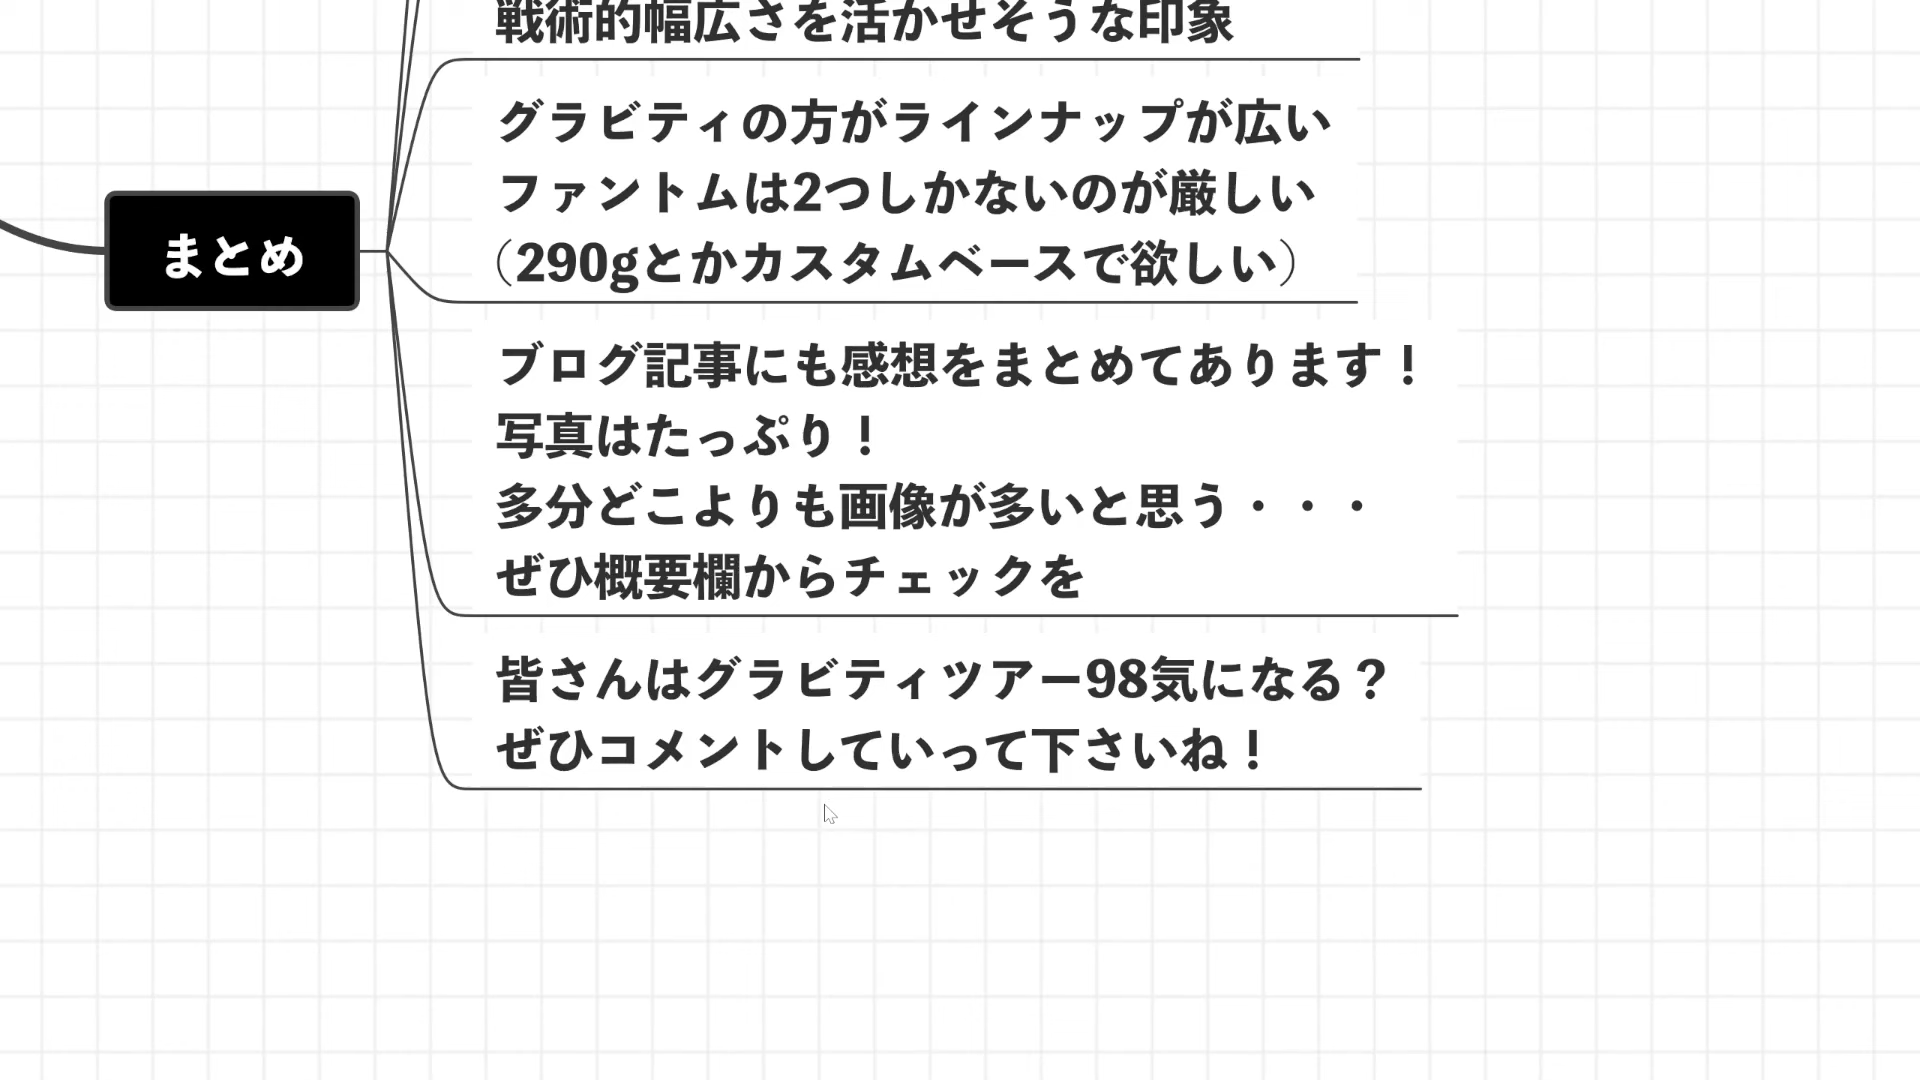 まとめ
戦術的幅広さを活かせそうな印象
グラビティの方がラインナップが広い
ファントムは2つしかないのが厳しい
（290gとかカスタムベースで欲しい）
ブログ記事にも感想をまとめてあります！
写真はたっぷり！
多分どこよりも画像が多いと思う・・・
ぜひ概要欄からチェックを
皆さんはグラビティツアー98気になる？
ぜひコメントしていって下さいね！